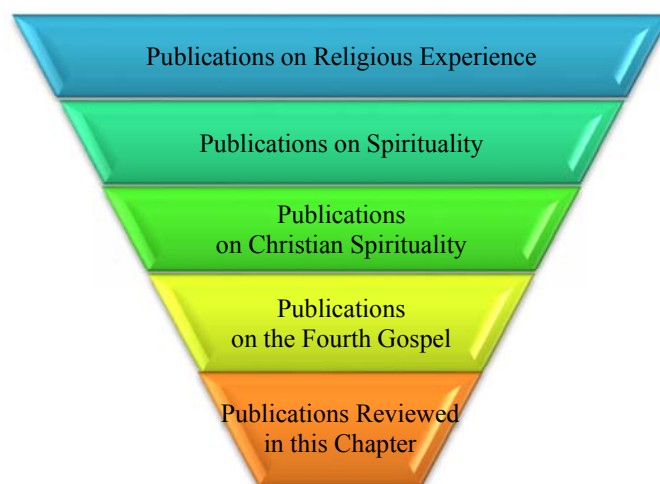 Publications on Religious Experience
Publications on Spirituality
Publications
on Christian Spirituality
Publications
on the Fourth Gospel
Publications Reviewed
in this Chapter